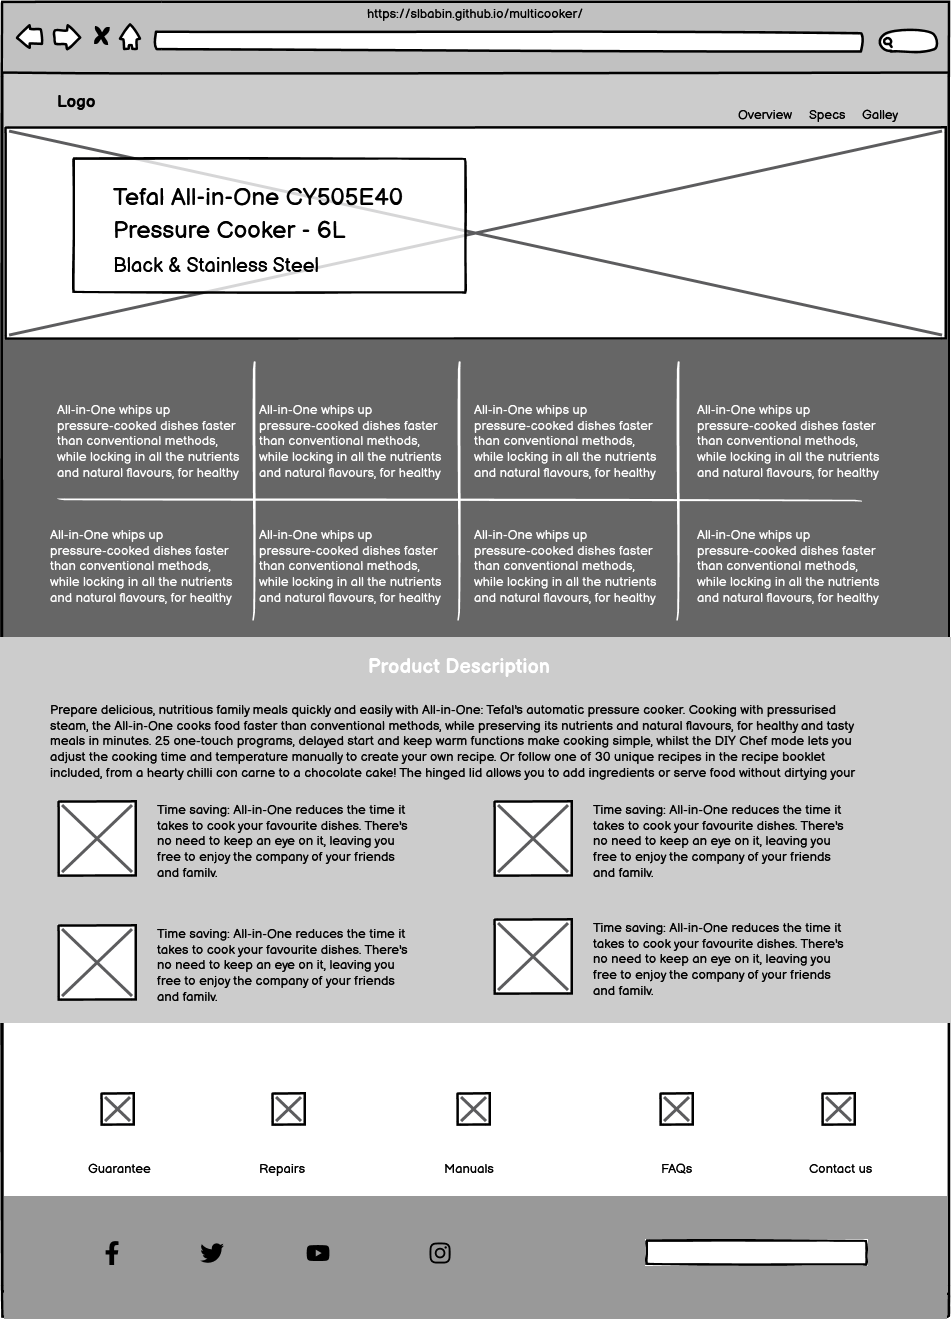 https://slbabin.github.io/multicooker/
Logo
Overview Specs Galley
Tefal All-in-One CY505E40
Pressure Cooker - 6L
Black & Stainless Steel
All-in-One whips up
pressure-cooked dishes faster
than conventional methods,
while locking in all the nutrients
and natural flavours, for healthy
All-in-One whips up
pressure-cooked dishes faster
than conventional methods,
while locking in all the nutrients
and natural flavours, for healthy
All-in-One whips up
pressure-cooked dishes faster
than conventional methods,
while locking in all the nutrients
and natural flavours, for healthy
All-in-One whips up
pressure-cooked dishes faster
than conventional methods,
while locking in all the nutrients
and natural flavours, for healthy
All-in-One whips up
pressure-cooked dishes faster
than conventional methods,
while locking in all the nutrients
and natural flavours, for healthy
All-in-One whips up
pressure-cooked dishes faster
than conventional methods,
while locking in all the nutrients
and natural flavours, for healthy
All-in-One whips up
pressure-cooked dishes faster
than conventional methods,
while locking in all the nutrients
and natural flavours, for healthy
All-in-One whips up
pressure-cooked dishes faster
than conventional methods,
while locking in all the nutrients
and natural flavours, for healthy
Product Description
Prepare delicious, nutritious family meals quickly and easily with All-in-One: Tefal's automatic pressure cooker. Cooking with pressurised
steam, the All-in-One cooks food faster than conventional methods, while preserving its nutrients and natural flavours, for healthy and tasty
meals in minutes. 25 one-touch programs, delayed start and keep warm functions make cooking simple, whilst the DIY Chef mode lets you
adjust the cooking time and temperature manually to create your own recipe. Or follow one of 30 unique recipes in the recipe booklet
included, from a hearty chilli con carne to a chocolate cake! The hinged lid allows you to add ingredients or serve food without dirtying your
Time saving: All-in-One reduces the time it
takes to cook your favourite dishes. There's
no need to keep an eye on it, leaving you
free to enjoy the company of your friends
and family.
Time saving: All-in-One reduces the time it
takes to cook your favourite dishes. There's
no need to keep an eye on it, leaving you
free to enjoy the company of your friends
and family.
Time saving: All-in-One reduces the time it
takes to cook your favourite dishes. There's
no need to keep an eye on it, leaving you
free to enjoy the company of your friends
and family.
Time saving: All-in-One reduces the time it
takes to cook your favourite dishes. There's
no need to keep an eye on it, leaving you
free to enjoy the company of your friends
and family.
Guarantee Repairs Manuals FAQs Contact us